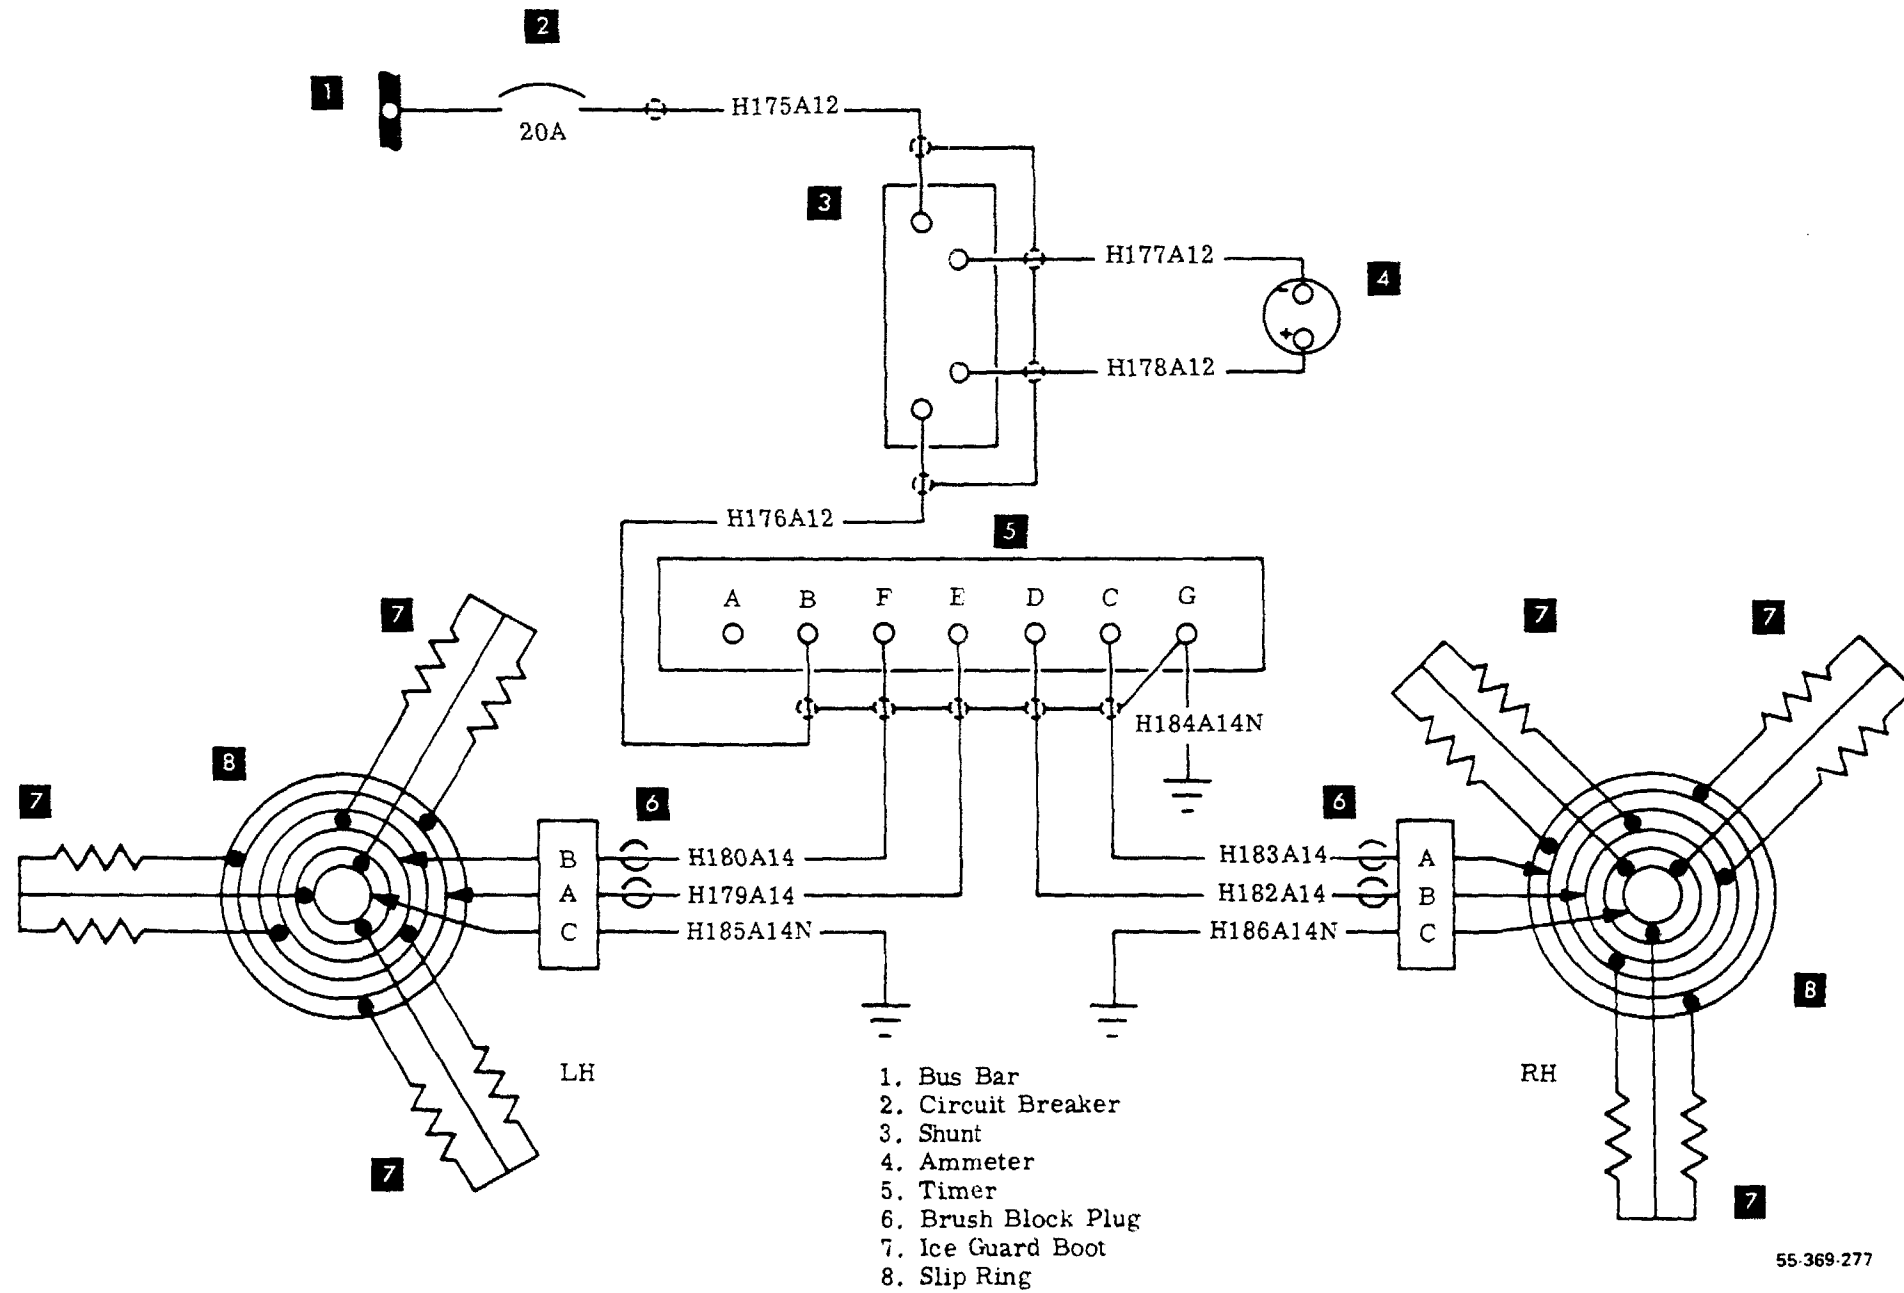 2
1
H175A12
20A
3
H177A12
4
-
+
H178A12
H176A12
5
A B F E D C G
7
7
7
H184A14N
8
7
6
6
B H180A14
H183A14 A
A H179A14
H182A14 B
C H185A14N
H186A14N C
8
LH
RH
7
7
1. Bus Bar
2. Circuit Breaker
3. Shunt
4. Ammeter
5. Timer
6. Brush Block Plug
7. Ice Guard Boot
8. Slip Ring
55-369-277